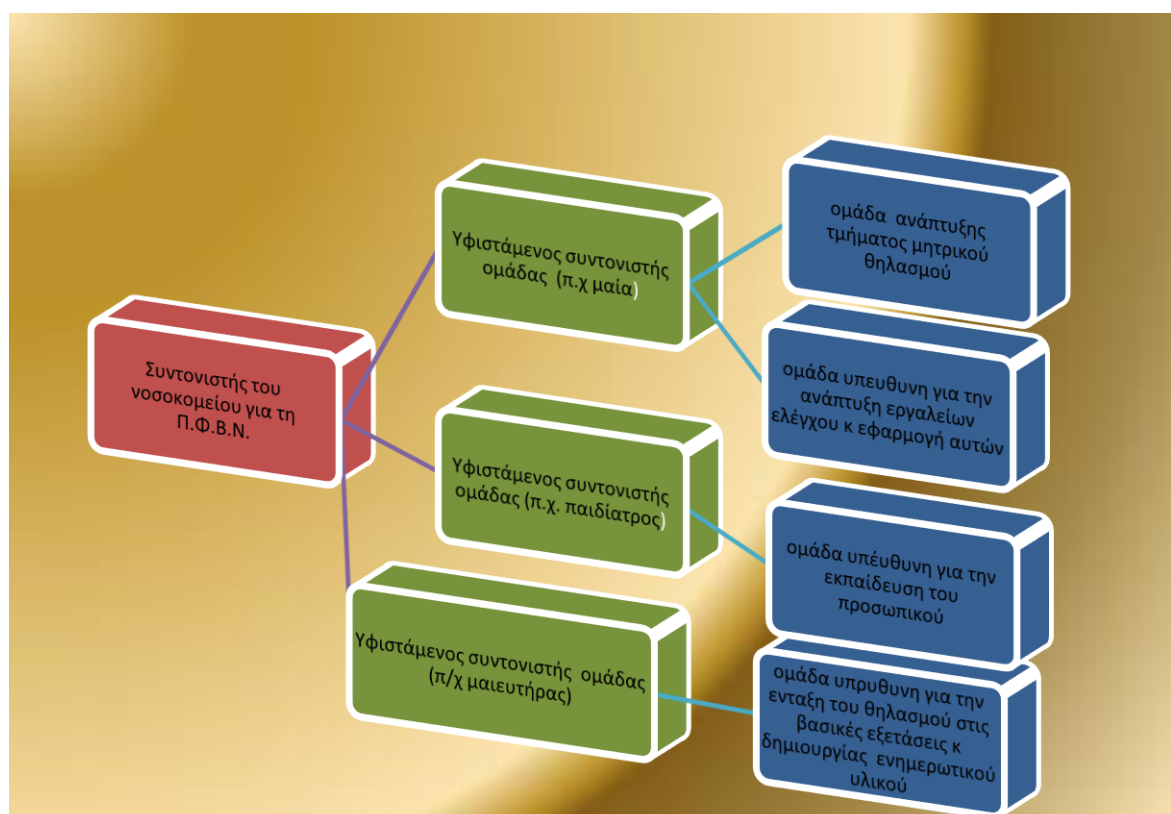 Συντονιστής του
νοσοκομείου για τη
Π.Φ.Β.Ν.
Υφιστάμενος συντονιστής
ομάδας  (π.χ μαία)
ομάδα  ανάπτυξης
τμήματος μητρικού
θηλασμού
ομάδα υπευθυνη για την
ανάπτυξη εργαλείων
ελέγχου κ εφαρμογή αυτών
Υφιστάμενος συντονιστής
ομάδας (π.χ. παιδίατρος)
ομάδα υπέυθυνη για την
εκπαίδευση του
προσωπικού
Υφιστάμενος συντονιστής  ομάδας
(π/χ μαιευτήρας)
ομάδα υπρυθυνη για την
ενταξη του θηλασμού στις
βασικές εξετάσεις κ
δημιουργίας  ενημερωτικού
υλικού